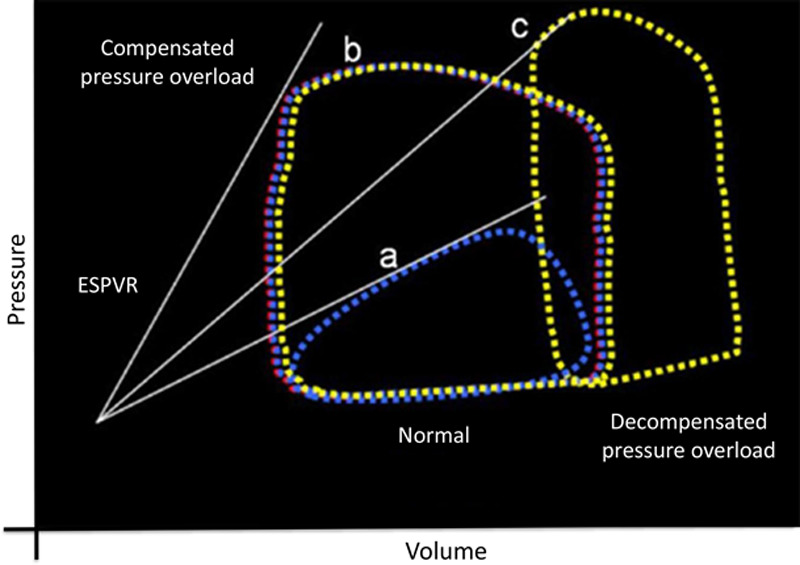 c
b
Compensated
pressure overload
a
ESPVR
Pressure
Normal
Decompensated
pressure overload
Volume